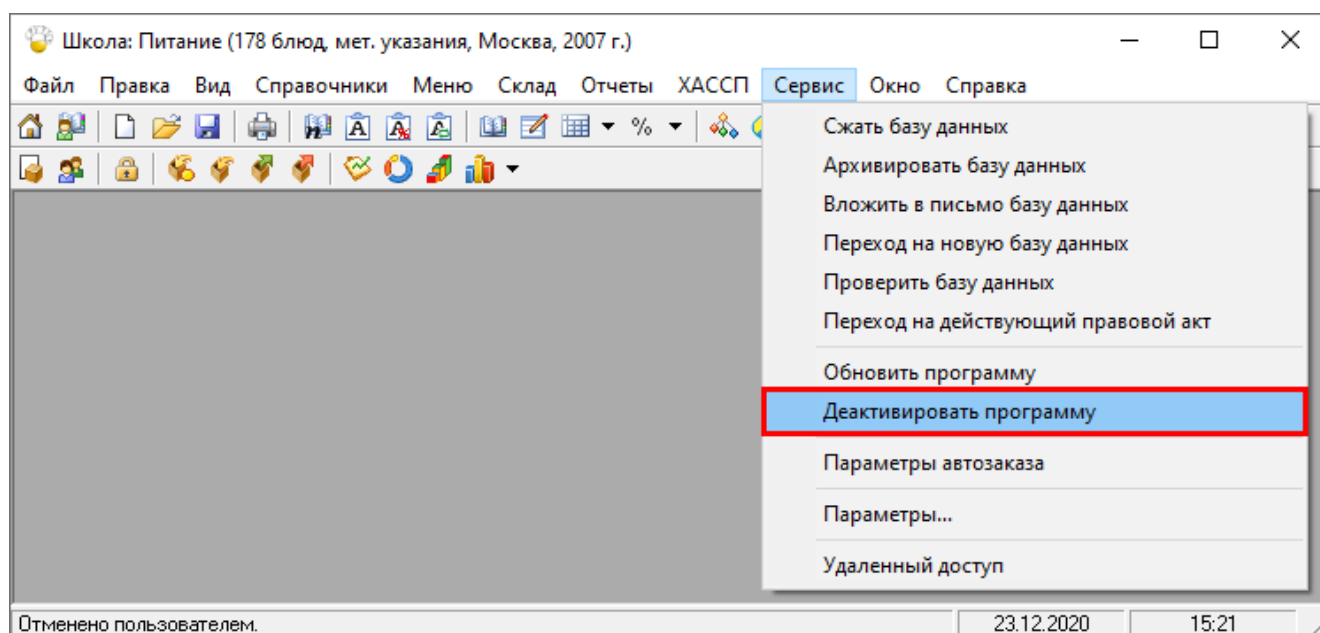 Школа: Питание (178 блюд, мет. указания, Москва, 2007 г.)
Файл Правка Вид Справочники Меню Склад Отчеты ХАССП Сервис Окно Справка
Сжать базу данных
Архивировать базу данных
Вложить в письмо базу данных
Переход на новую базу данных
Проверить базу данных
Переход на действующий правовой акт
Обновить программу
Деактивировать программу
Параметры автозаказа
Параметры...
Удаленный доступ
Отменено пользователем. 23.12.2020 15:21